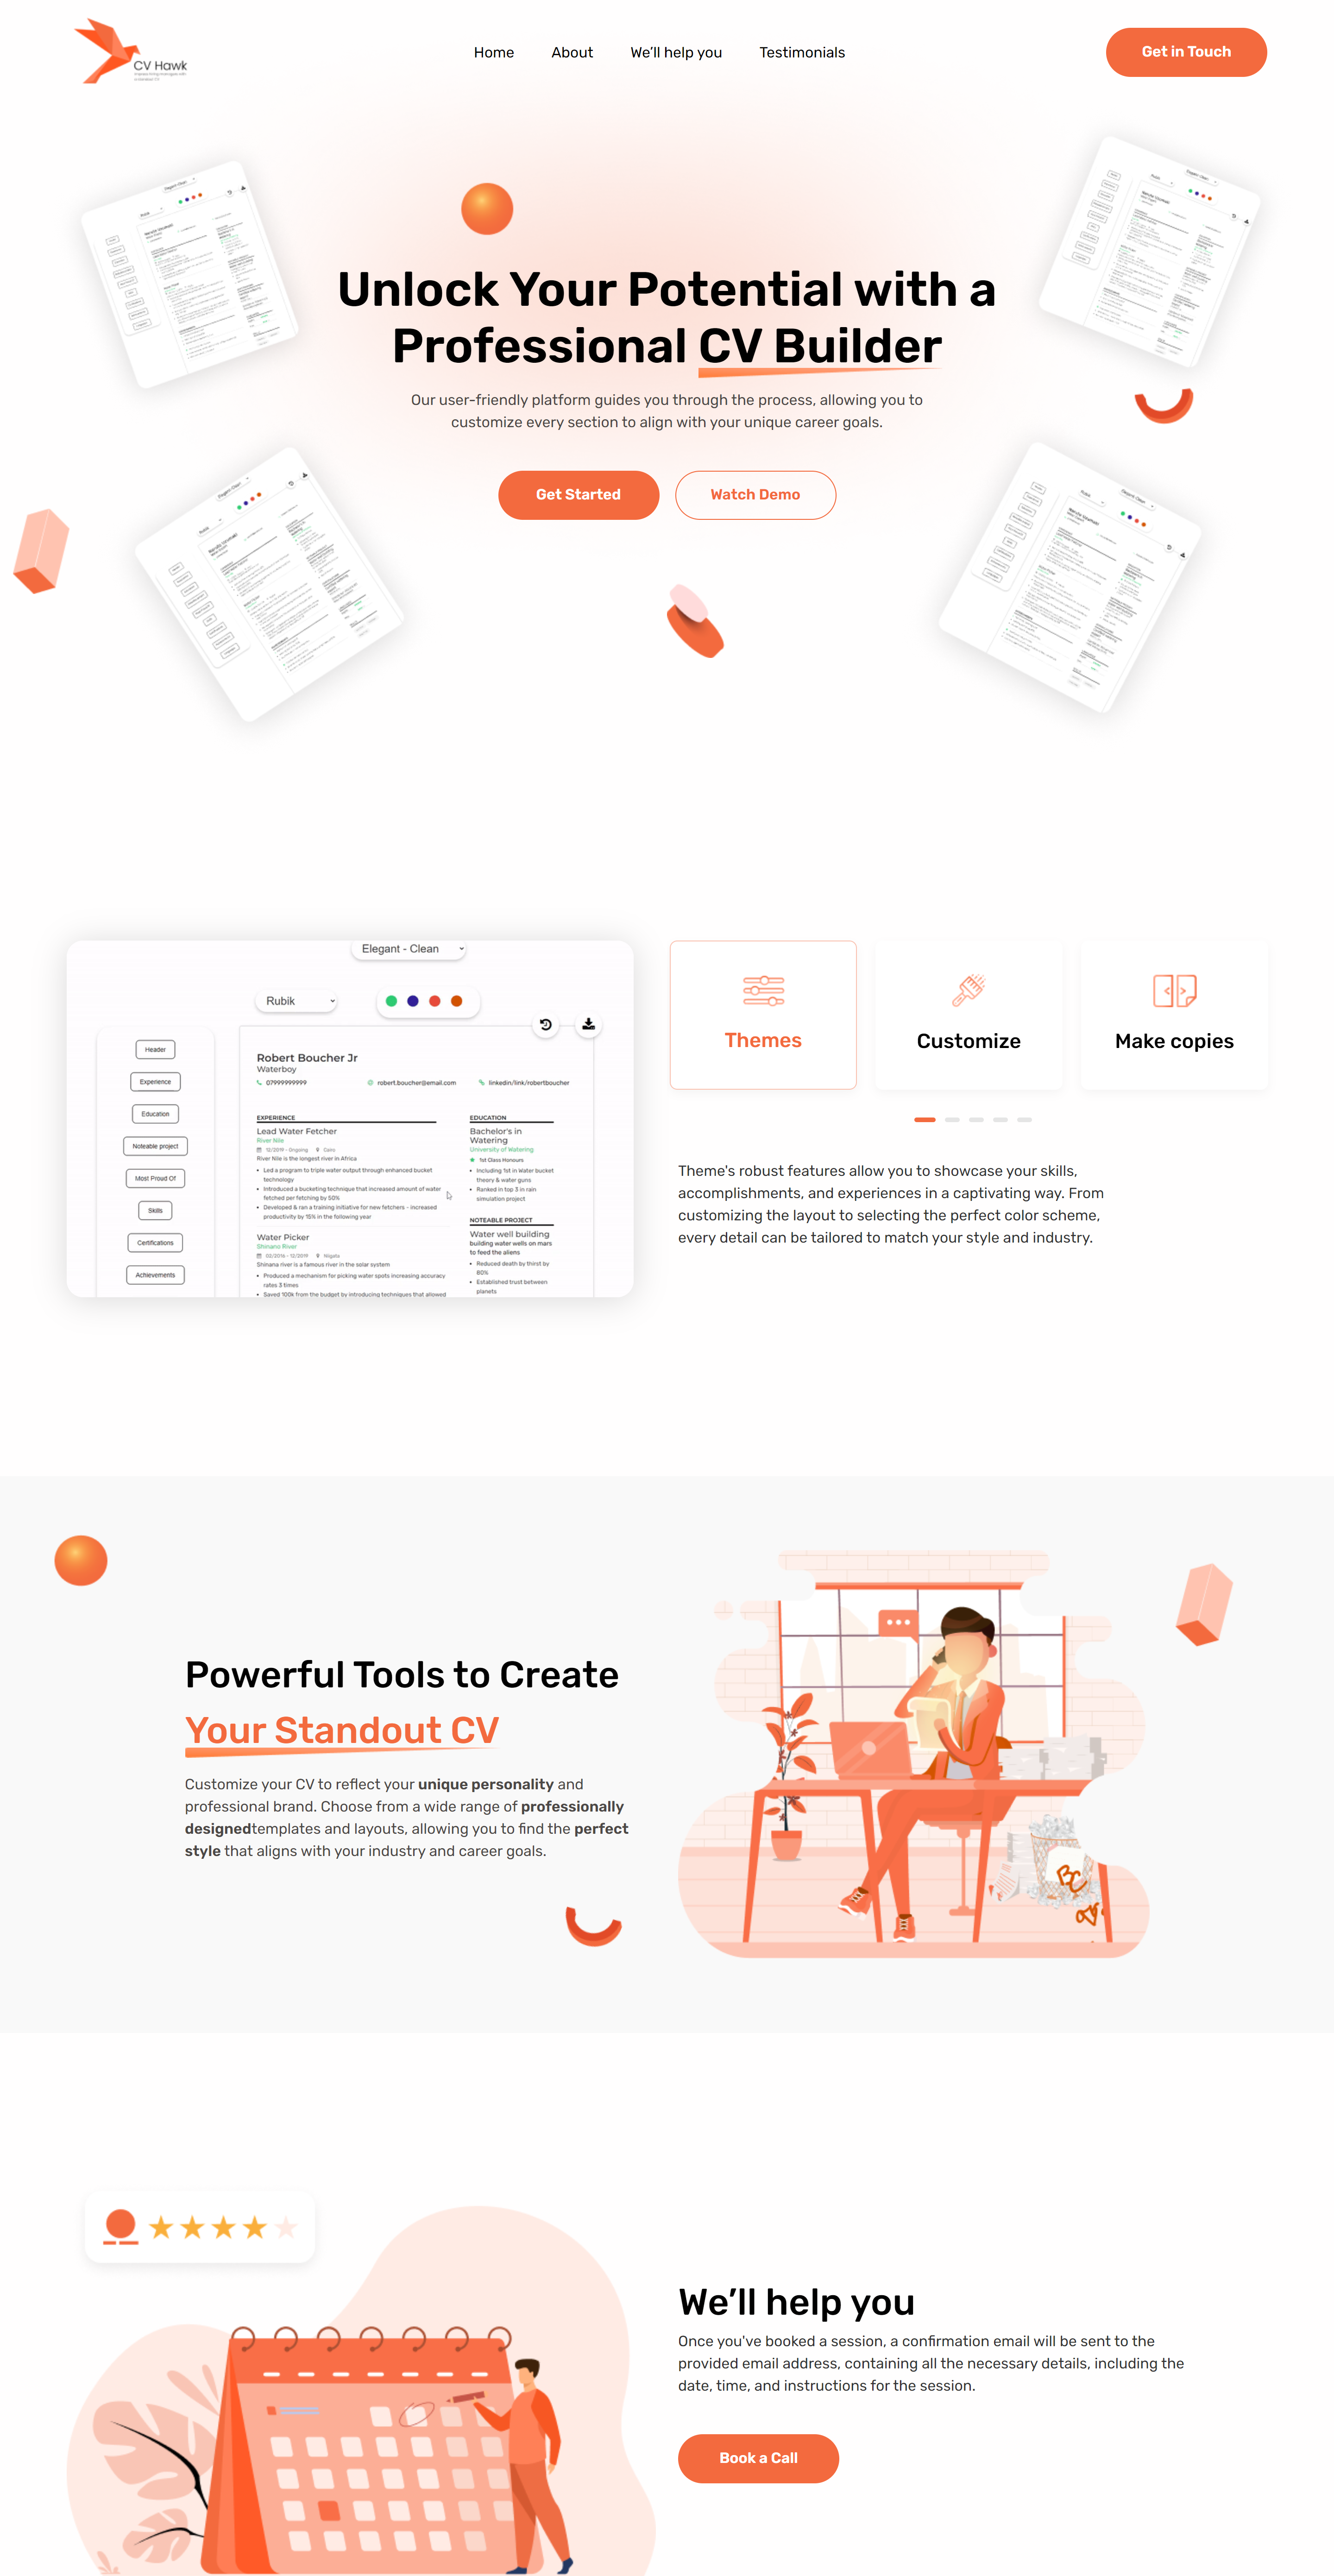 CV Hawk
Home
About
We'll help you
Testimonials
Get in Touch
Unlock Your Potential with a
Professional CV Builder
Our user-friendly platform guides you through the process, allowing you to
customize every section to align with your unique career goals.
Get Started
Watch Demo
Elegant - Clean
Rubik
Header
Experience
Education
Noteable project
Most Proud Of
Skills
Certifications
Achievements
Robert Boucher Jr
Waterboy
07999999999
robert.boucher@email.com
linkedin/link/robertboucher
EXPERIENCE
Lead Water Fetcher
River Nile
12/2019 - Ongoing
Cairo
River Nile is the longest river in Africa
Led a program to triple water output through enhanced bucket
technology
Introduced a bucketing technique that increased amount of water
fetched per fetching by 50%
Developed & ran a training initiative for new fetchers - increased
productivity by 15% in the following year
Water Picker
Shinano River
02/2016 - 12/2019
Niigata
Shinana river is a famous river in the solar system
Produced a mechanism for picking water spots increasing accuracy
rates 3 times
Saved 100k from the budget by introducing techniques that allowed
EDUCATION
Bachelor's in
Watering
University of Watering
1st Class Honours
Including 1st in Water bucket
theory & water guns
Ranked in top 3 in rain
simulation project
NOTEABLE PROJECT
Water well building
building water wells on mars
to feed the aliens
Reduced death by thirst by
60%
Established trust between
planets
Themes
Customize
Make copies
Theme's robust features allow you to showcase your skills,
accomplishments, and experiences in a captivating way. From
customizing the layout to selecting the perfect color scheme,
every detail can be tailored to match your style and industry.
Powerful Tools to Create
Your Standout CV
Customize your CV to reflect your unique personality and
professional brand. Choose from a wide range of professionally
designedtemplates and layouts, allowing you to find the perfect
style that aligns with your industry and career goals.
We'll help you
Once you've booked a session, a confirmation email will be sent to the
provided email address, containing all the necessary details, including the
date, time, and instructions for the session.
Book a Call